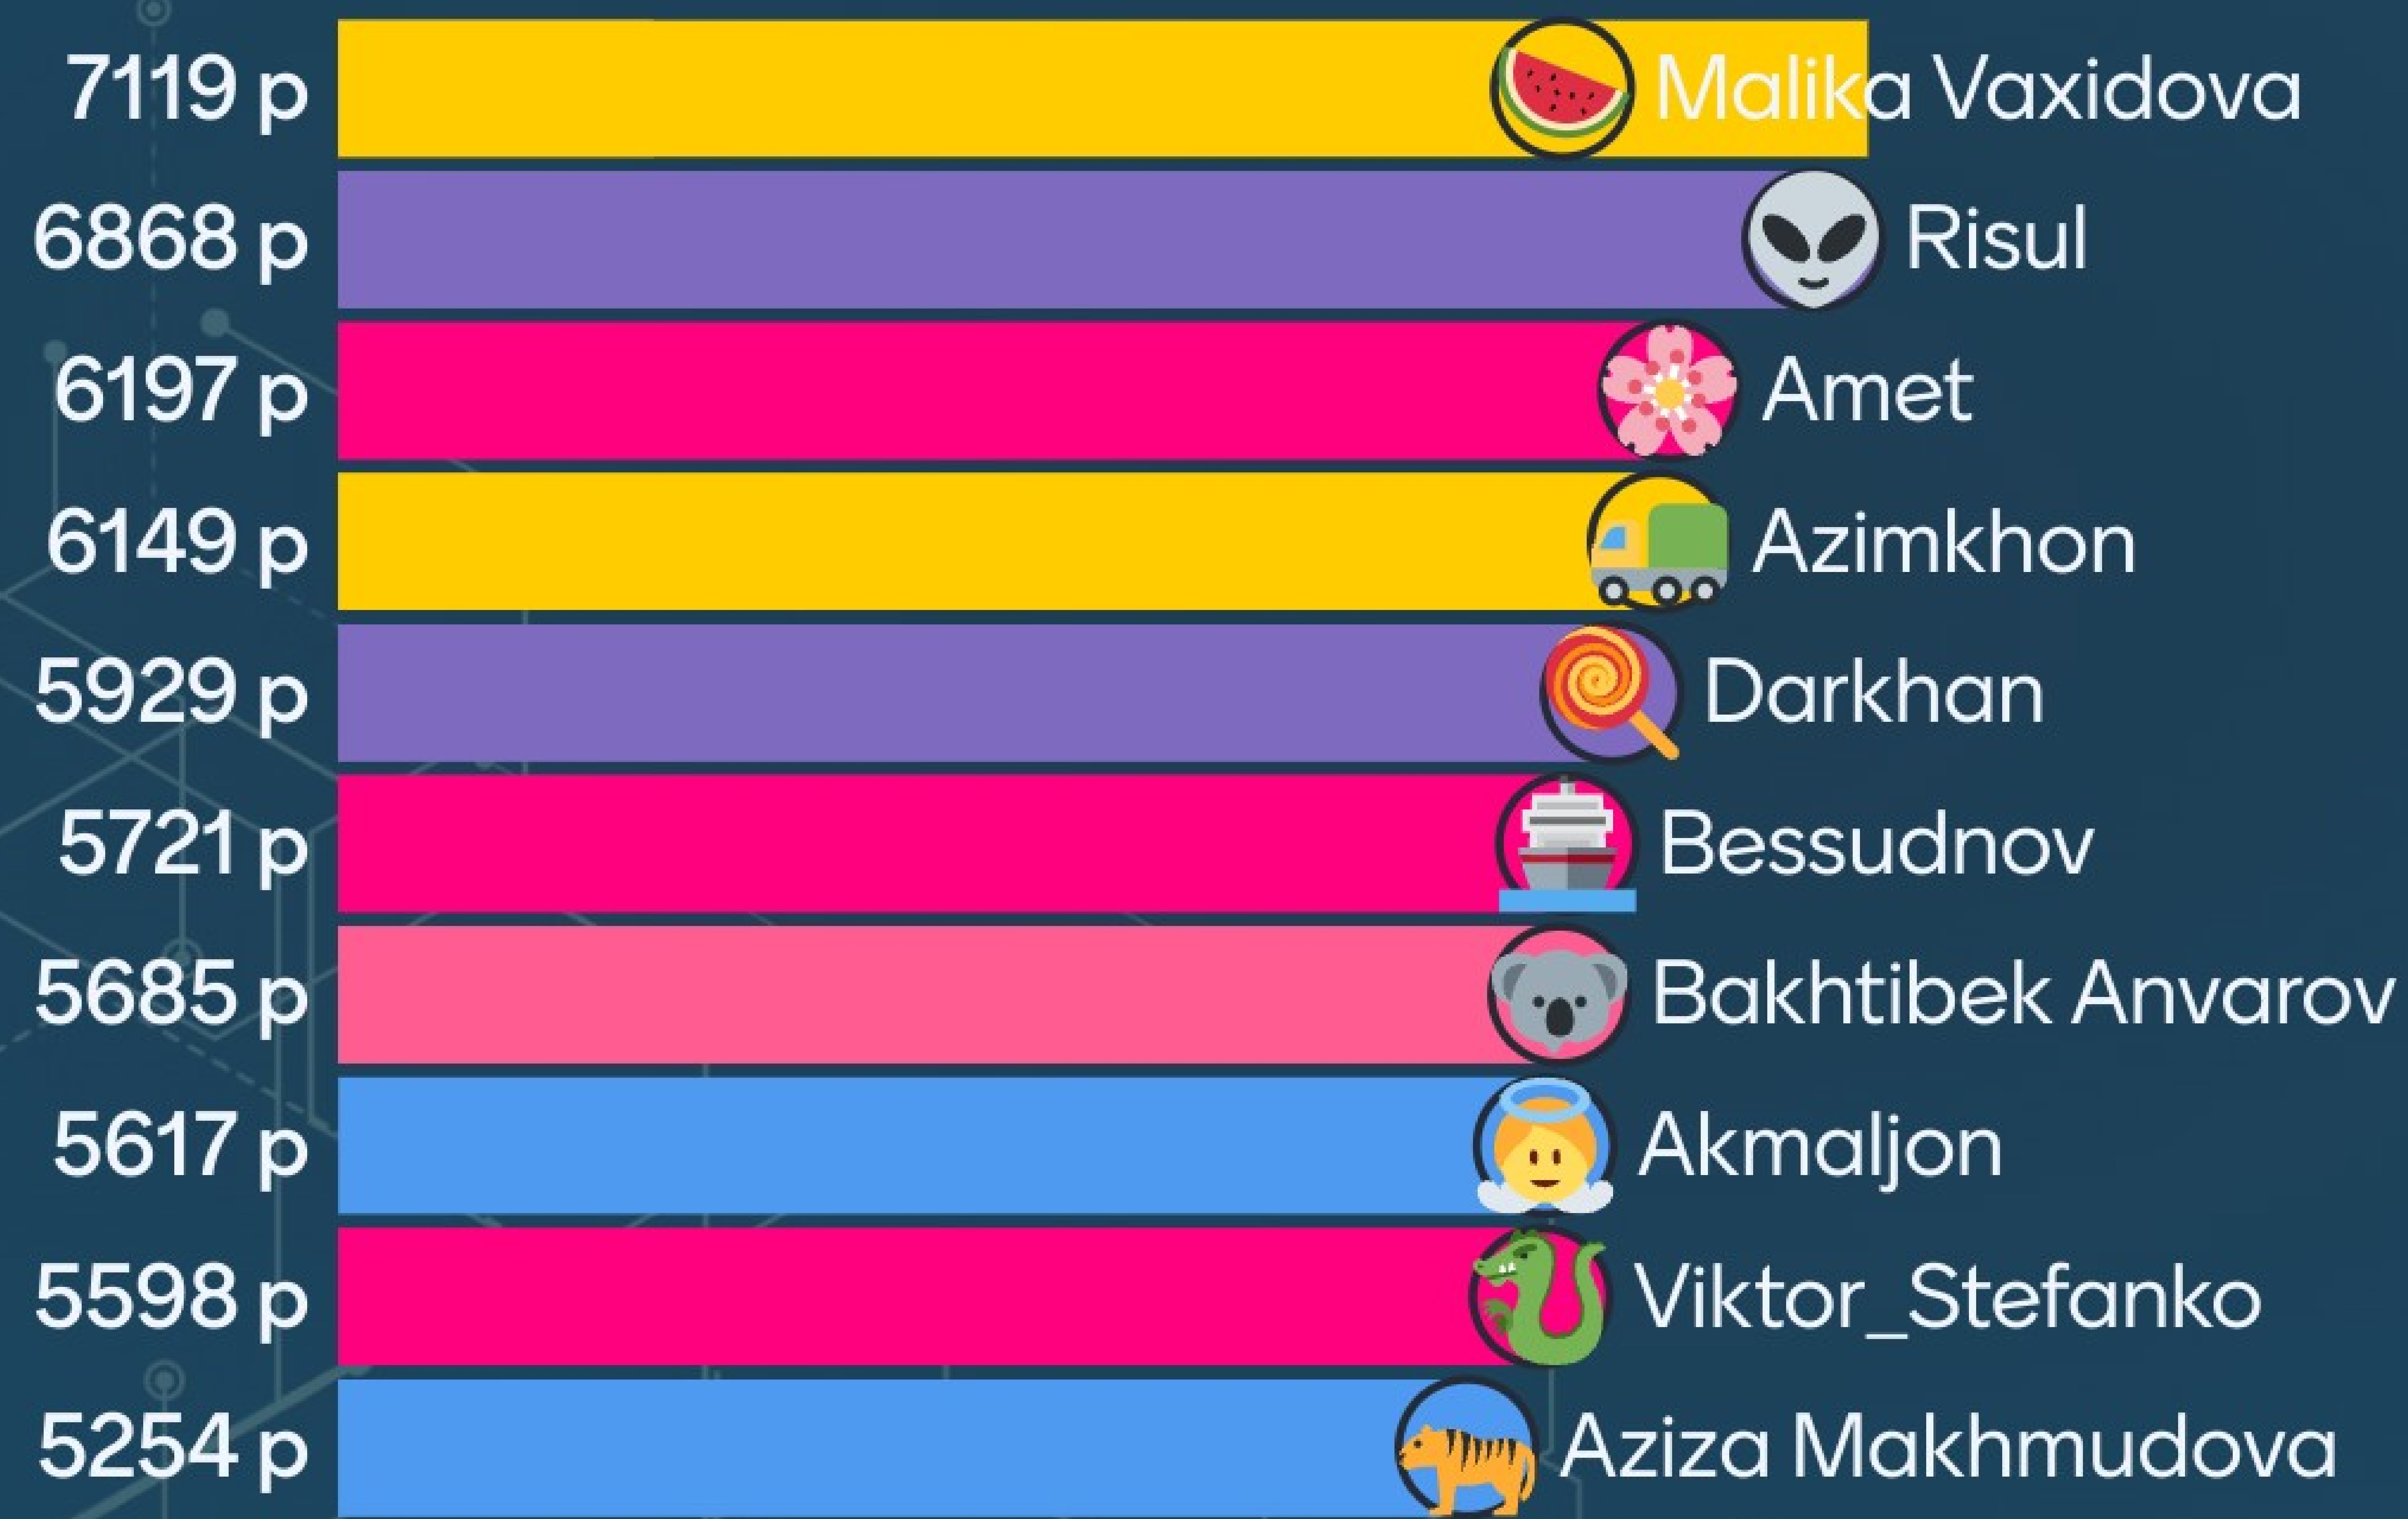 7119 p Malika Vaxidova
6868 p Risul
6197 p Amet
6149 p Azimkhon
5929 p Darkhan
5721 p Bessudnov
5685 p Bakhtibek Anvarov
5617 p Akmaljon
5598 p Viktor_Stefanko
5254 p Aziza Makhmudova